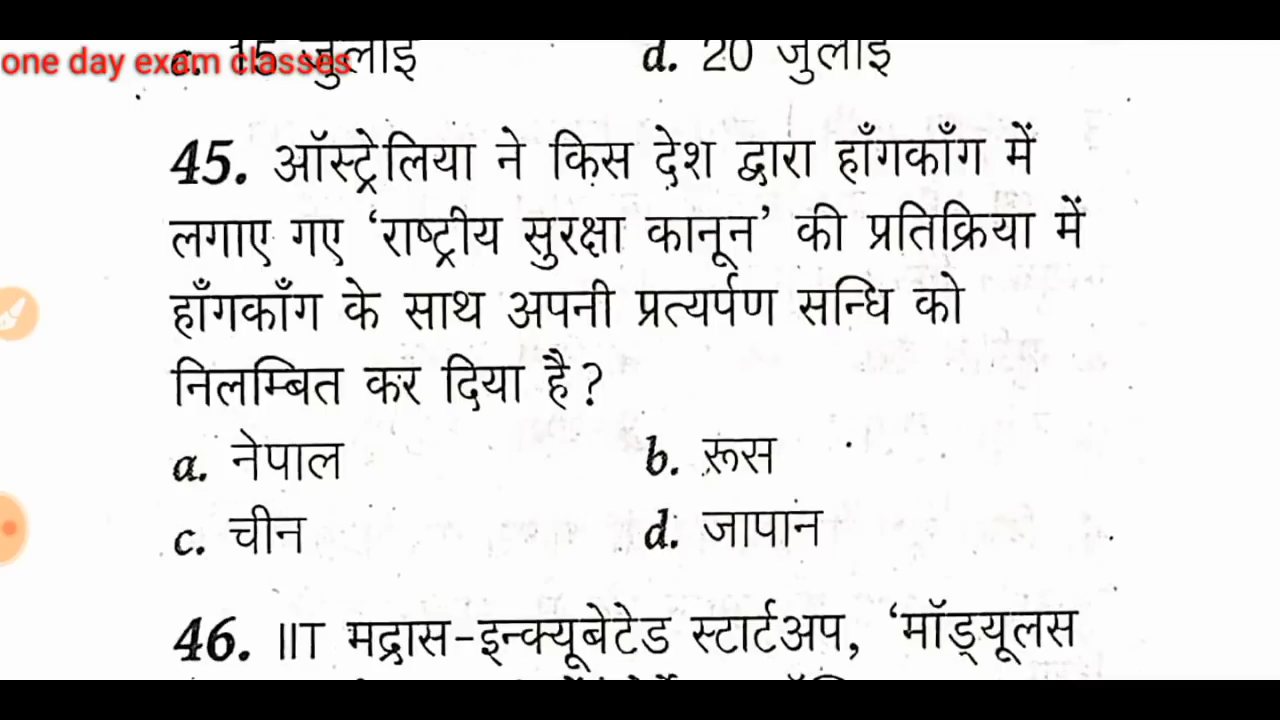 one day exam classes
c. 15 जुलाई d. 20 जुलाई
45. ऑस्ट्रेलिया ने किस देश द्वारा हाँगकाँग में
लगाए गए ‘राष्ट्रीय सुरक्षा कानून’ की प्रतिक्रिया में
हाँगकाँग के साथ अपनी प्रत्यर्पण सन्धि को
निलम्बित कर दिया है?
a. नेपाल b. रूस
c. चीन d. जापान
46. IIT मद्रास-इन्क्यूबेटेड स्टार्टअप, ‘मॉड्यूलस